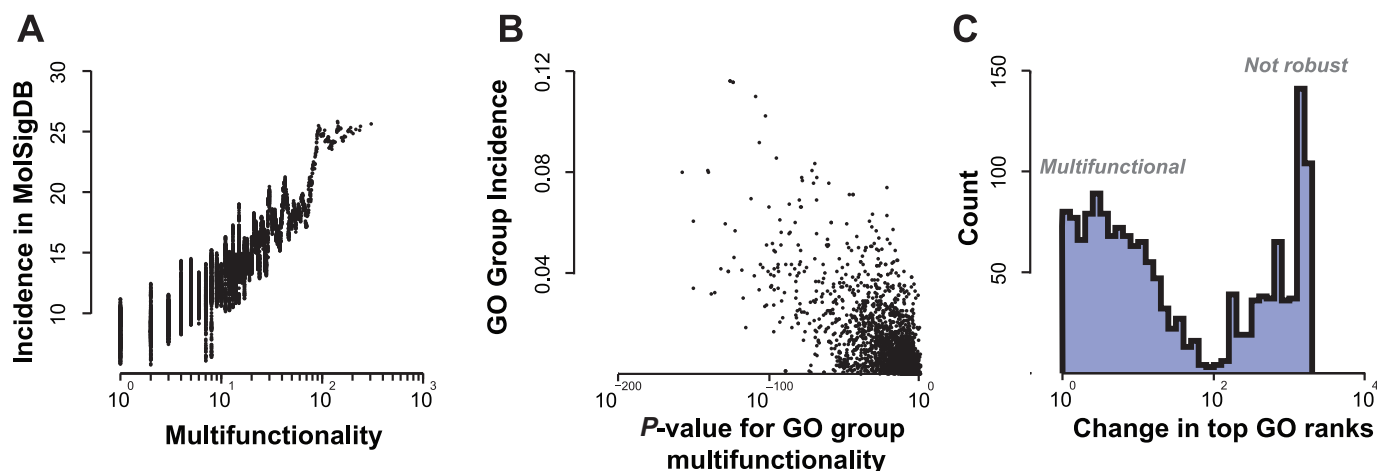 A
Incidence in MolSigDB
30
25
20
15
10
10^0
10^1
10^2
10^3
Multifunctionality
B
GO Group Incidence
0.12
0.08
0.04
10^−200
10^−100
10^0
P-value for GO group
multifunctionality
C
Count
150
100
50
Multifunctional
Not robust
10^0
10^2
10^4
Change in top GO ranks